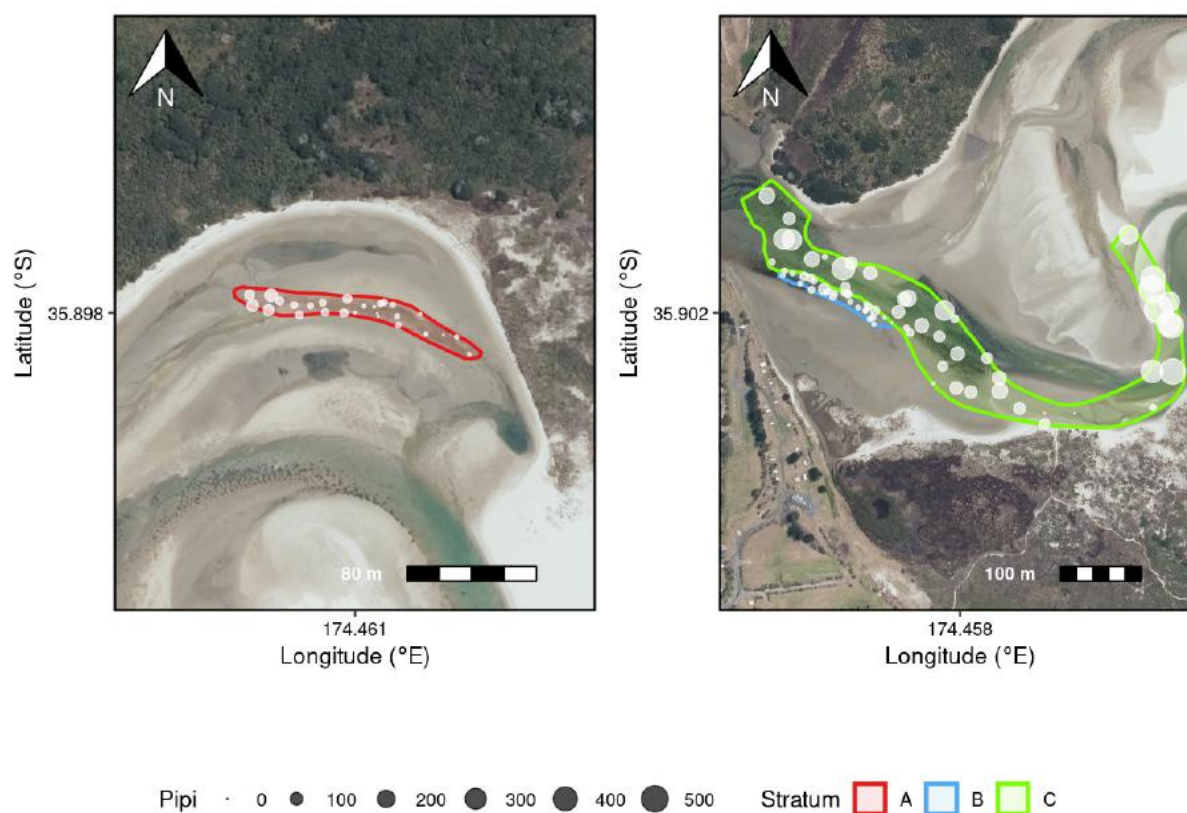 N
N
Latitude (°S)
35.898
Latitude (°S)
35.902
80 m
100 m
174.461
174.458
Longitude (°E)
Longitude (°E)
Pipi 0 100 200 300 400 500 Stratum A B C